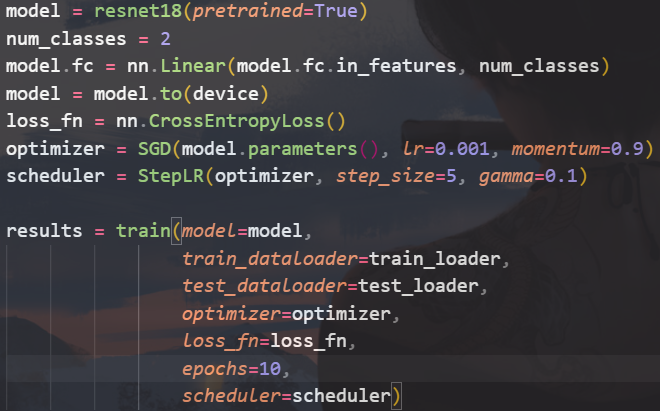 model = resnet18(pretrained=True)
num_classes = 2
model.fc = nn.Linear(model.fc.in_features, num_classes)
model = model.to(device)
loss_fn = nn.CrossEntropyLoss()
optimizer = SGD(model.parameters(), lr=0.001, momentum=0.9)
scheduler = StepLR(optimizer, step_size=5, gamma=0.1)

results = train(model=model,
                train_dataloader=train_loader,
                test_dataloader=test_loader,
                optimizer=optimizer,
                loss_fn=loss_fn,
                epochs=10,
                scheduler=scheduler)